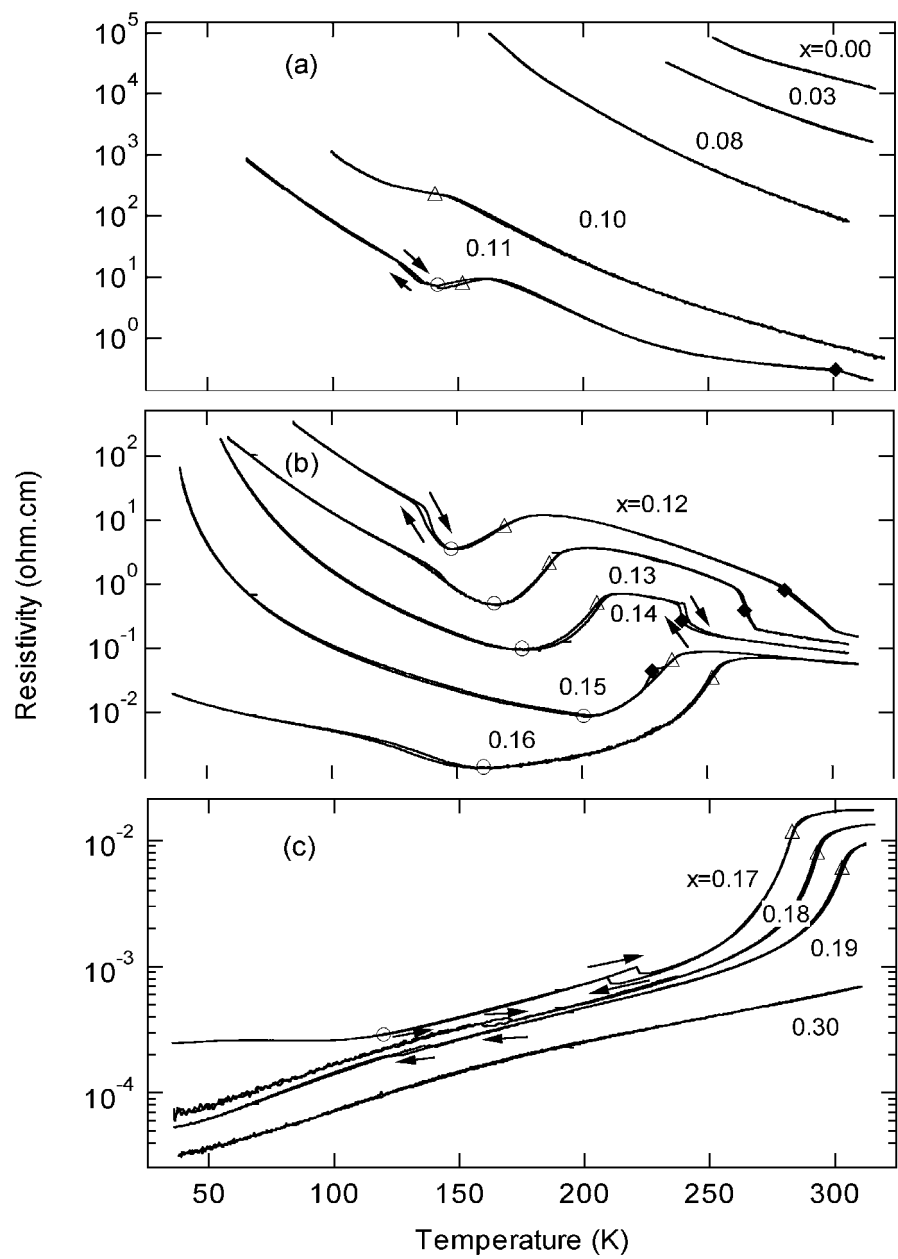 10^5
(a)
x=0.00
10^4
0.03
0.08
10^3
10^2
0.10
0.11
10^1
10^0
10^2
(b)
x=0.12
10^1
10^0
0.13
0.14
10^-1
0.15
10^-2
0.16
Resistivity (ohm.cm)
10^-2
(c)
x=0.17
0.18
0.19
10^-3
0.30
10^-4
50 100 150 200 250 300
Temperature (K)